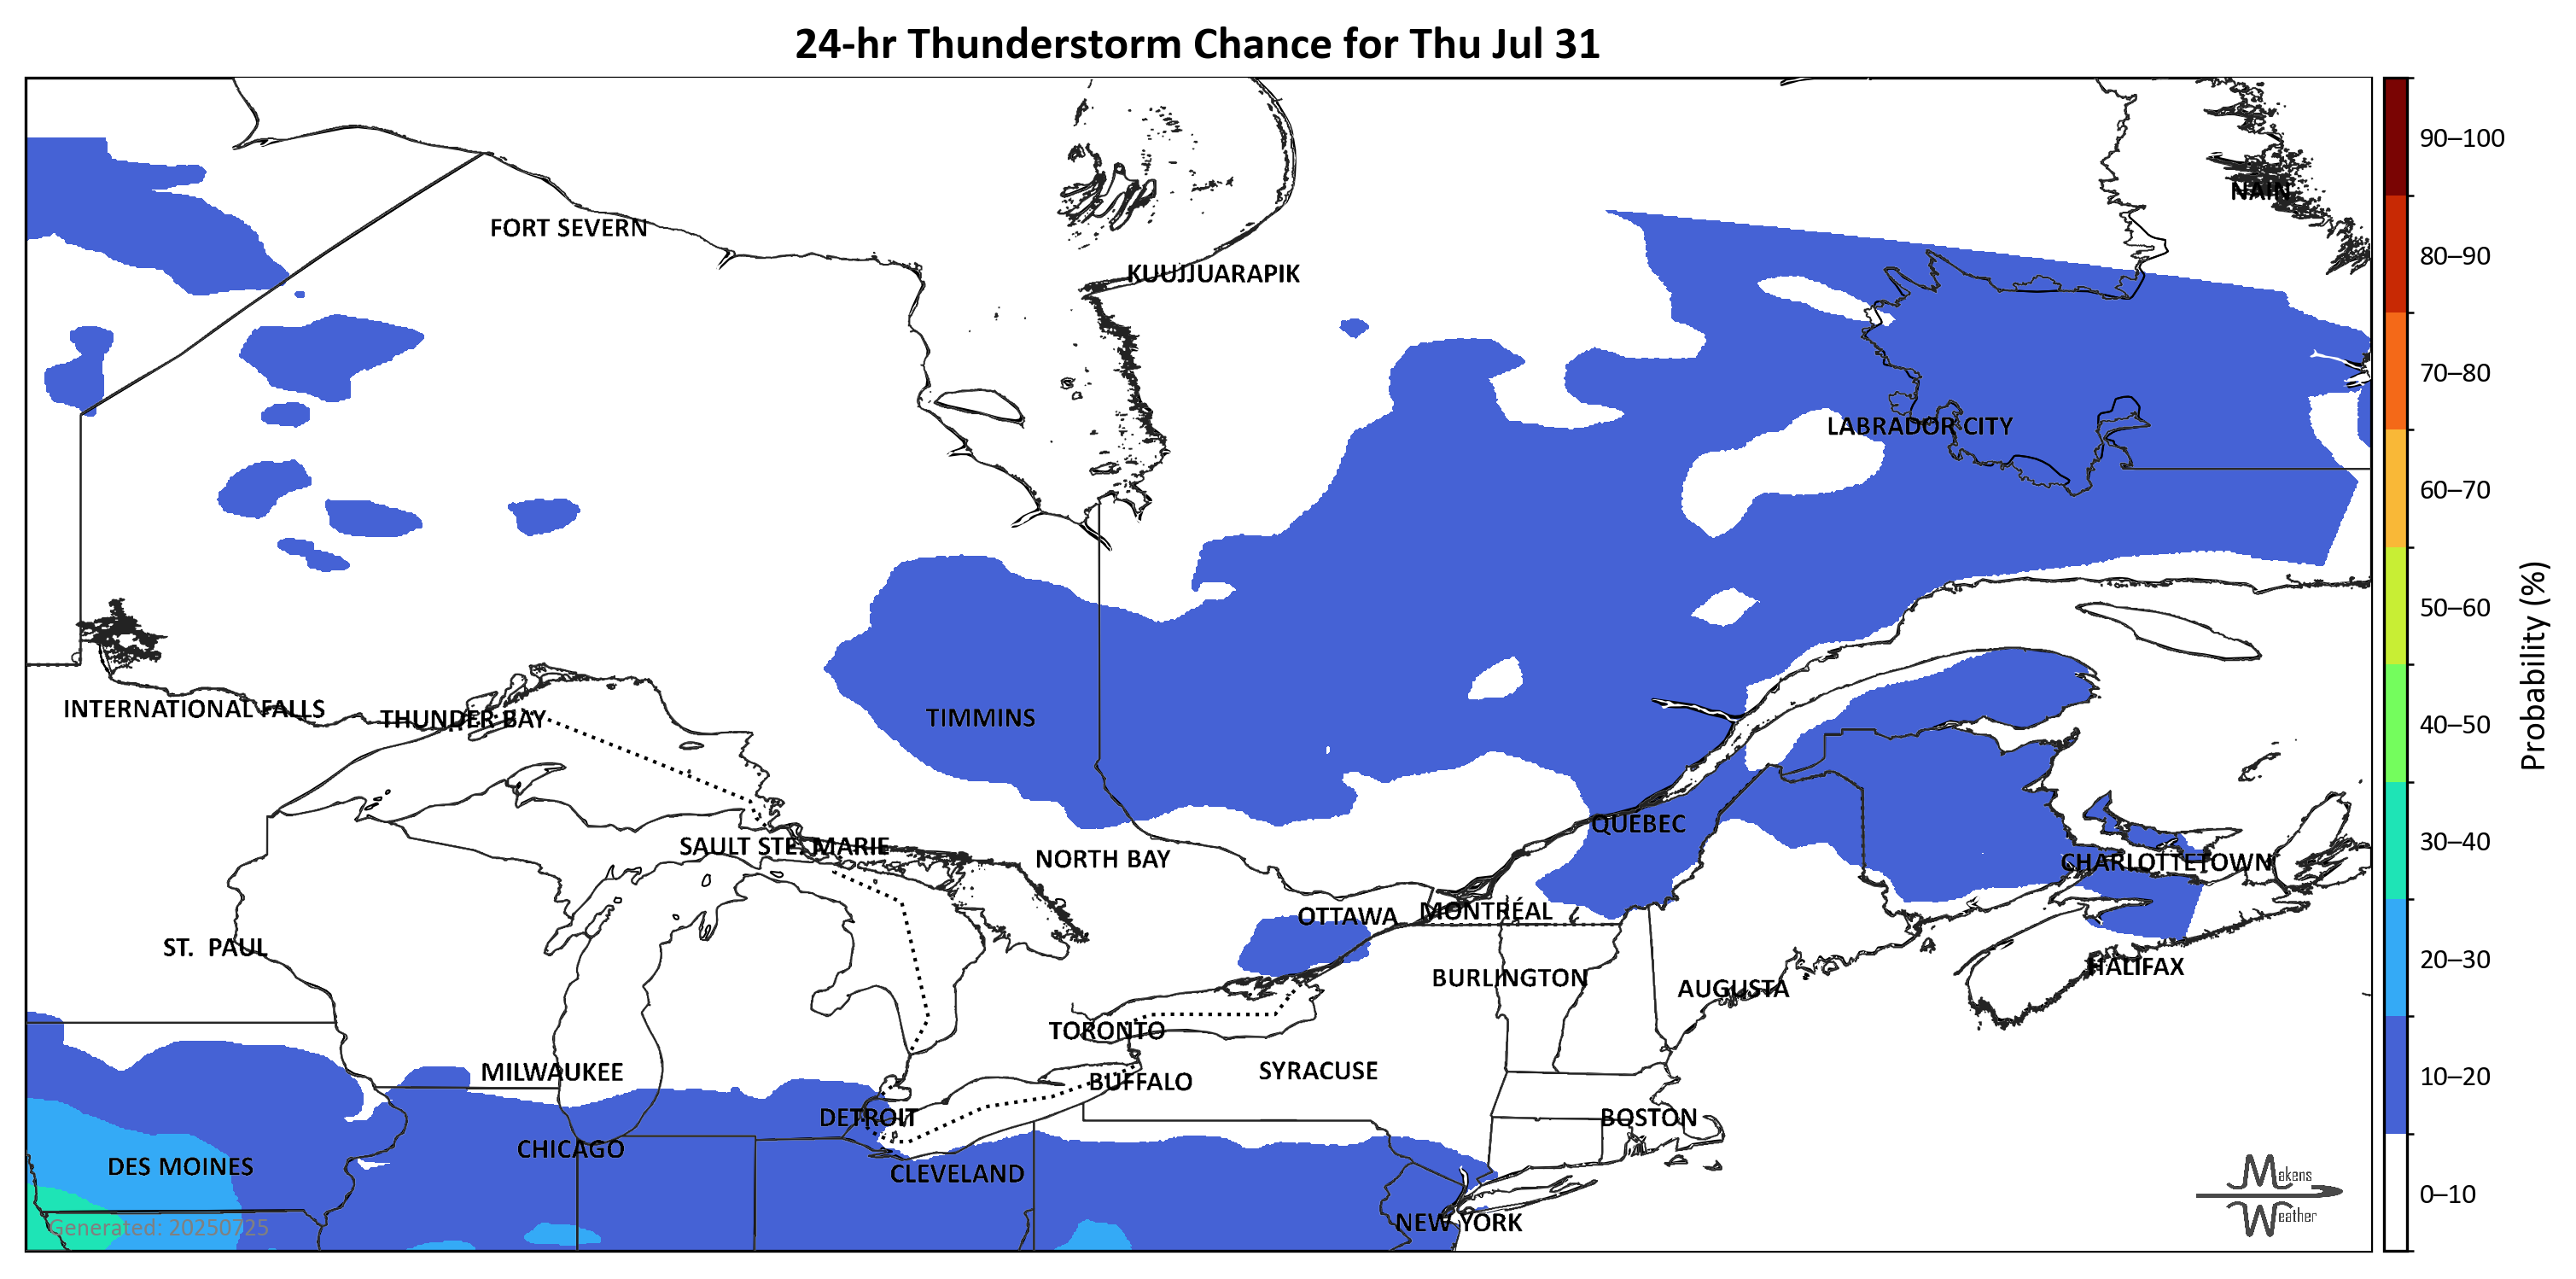 24-hr Thunderstorm Chance for Thu Jul 31
NAIN
FORT SEVERN
KUUJJUARAPIK
LABRADOR CITY
INTERNATIONAL FALLS
THUNDER BAY
TIMMINS
QUEBEC
SAULT STE. MARIE
NORTH BAY
CHARLOTTETOWN
OTTAWA
MONTRÉAL
ST. PAUL
HALIFAX
BURLINGTON
AUGUSTA
TORONTO
MILWAUKEE
SYRACUSE
BUFFALO
DETROIT
BOSTON
CHICAGO
DES MOINES
CLEVELAND
NEW YORK
Generated: 20250725
Makens
Weather
90–100
80–90
70–80
60–70
50–60
40–50
30–40
20–30
10–20
0–10
Probability (%)